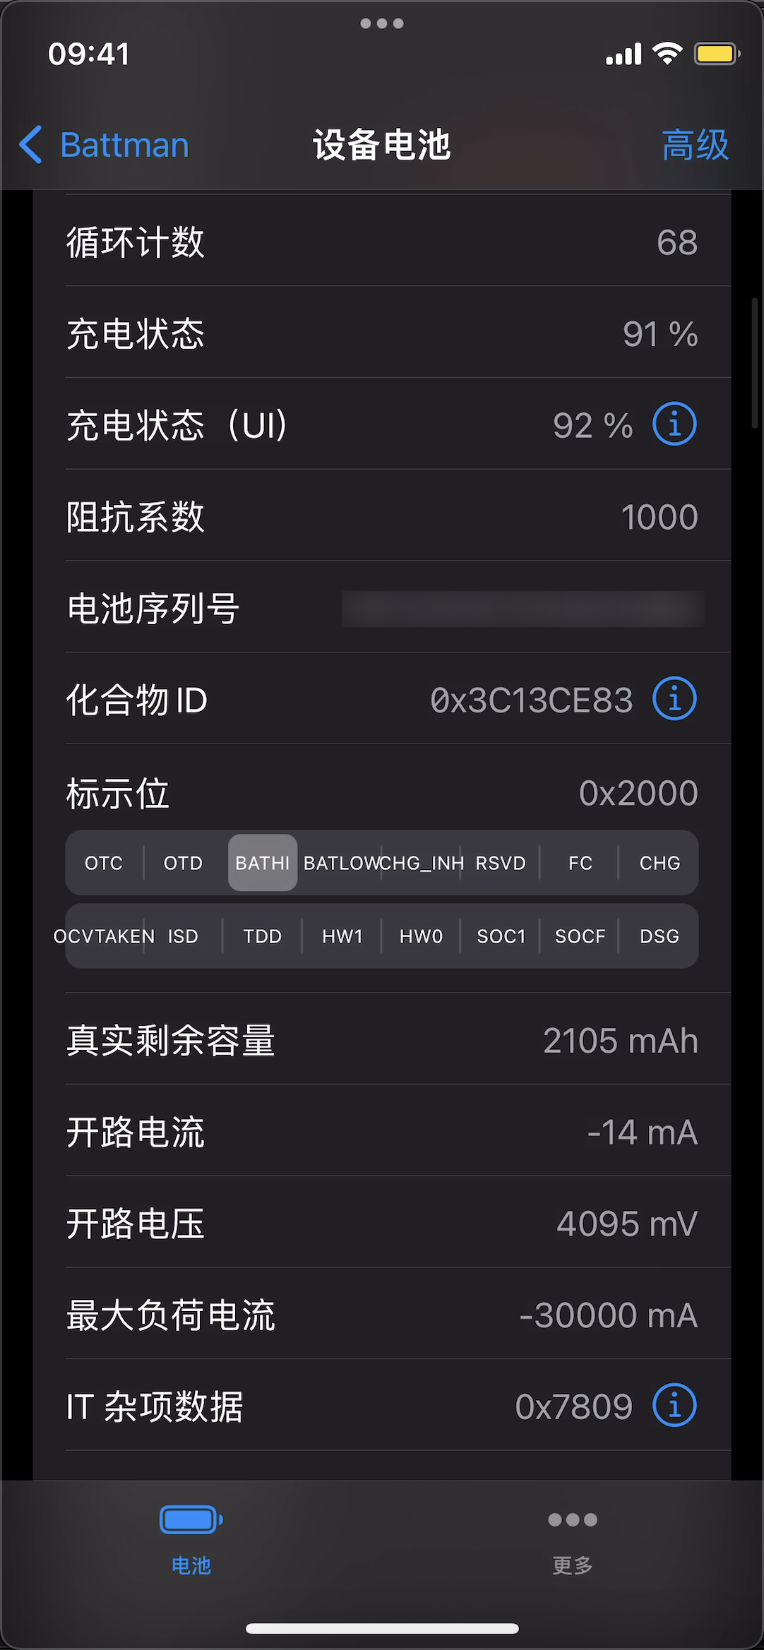 09:41
Battman
设备电池
高级
循环计数 68
充电状态 91 %
充电状态（UI） 92 %
阻抗系数 1000
电池序列号
化合物 ID 0x3C13CE83
标示位 0x2000
OTC OTD BATHI BATLOW CHG_INH RSVD FC CHG
OCVTAKEN ISD TDD HW1 HW0 SOC1 SOCF DSG
真实剩余容量 2105 mAh
开路电流 -14 mA
开路电压 4095 mV
最大负荷电流 -30000 mA
IT 杂项数据 0x7809
电池
更多